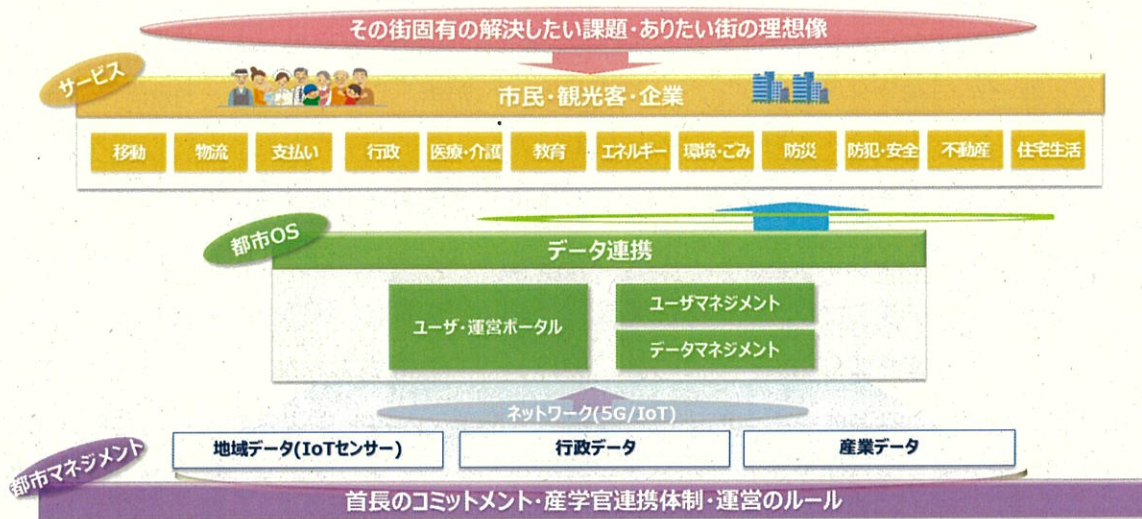 その街固有の解決したい課題・ありたい街の理想像
サービス
市民・観光客・企業
移動
物流
支払い
行政
医療・介護
教育
エネルギー
環境・ごみ
防災
防犯・安全
不動産
住宅生活
都市OS
データ連携
ユーザ・運営ポータル
ユーザマネジメント
データマネジメント
ネットワーク(5G/IoT)
地域データ(IoTセンサー)
行政データ
産業データ
都市マネジメント
首長のコミットメント・産学官連携体制・運営のルール